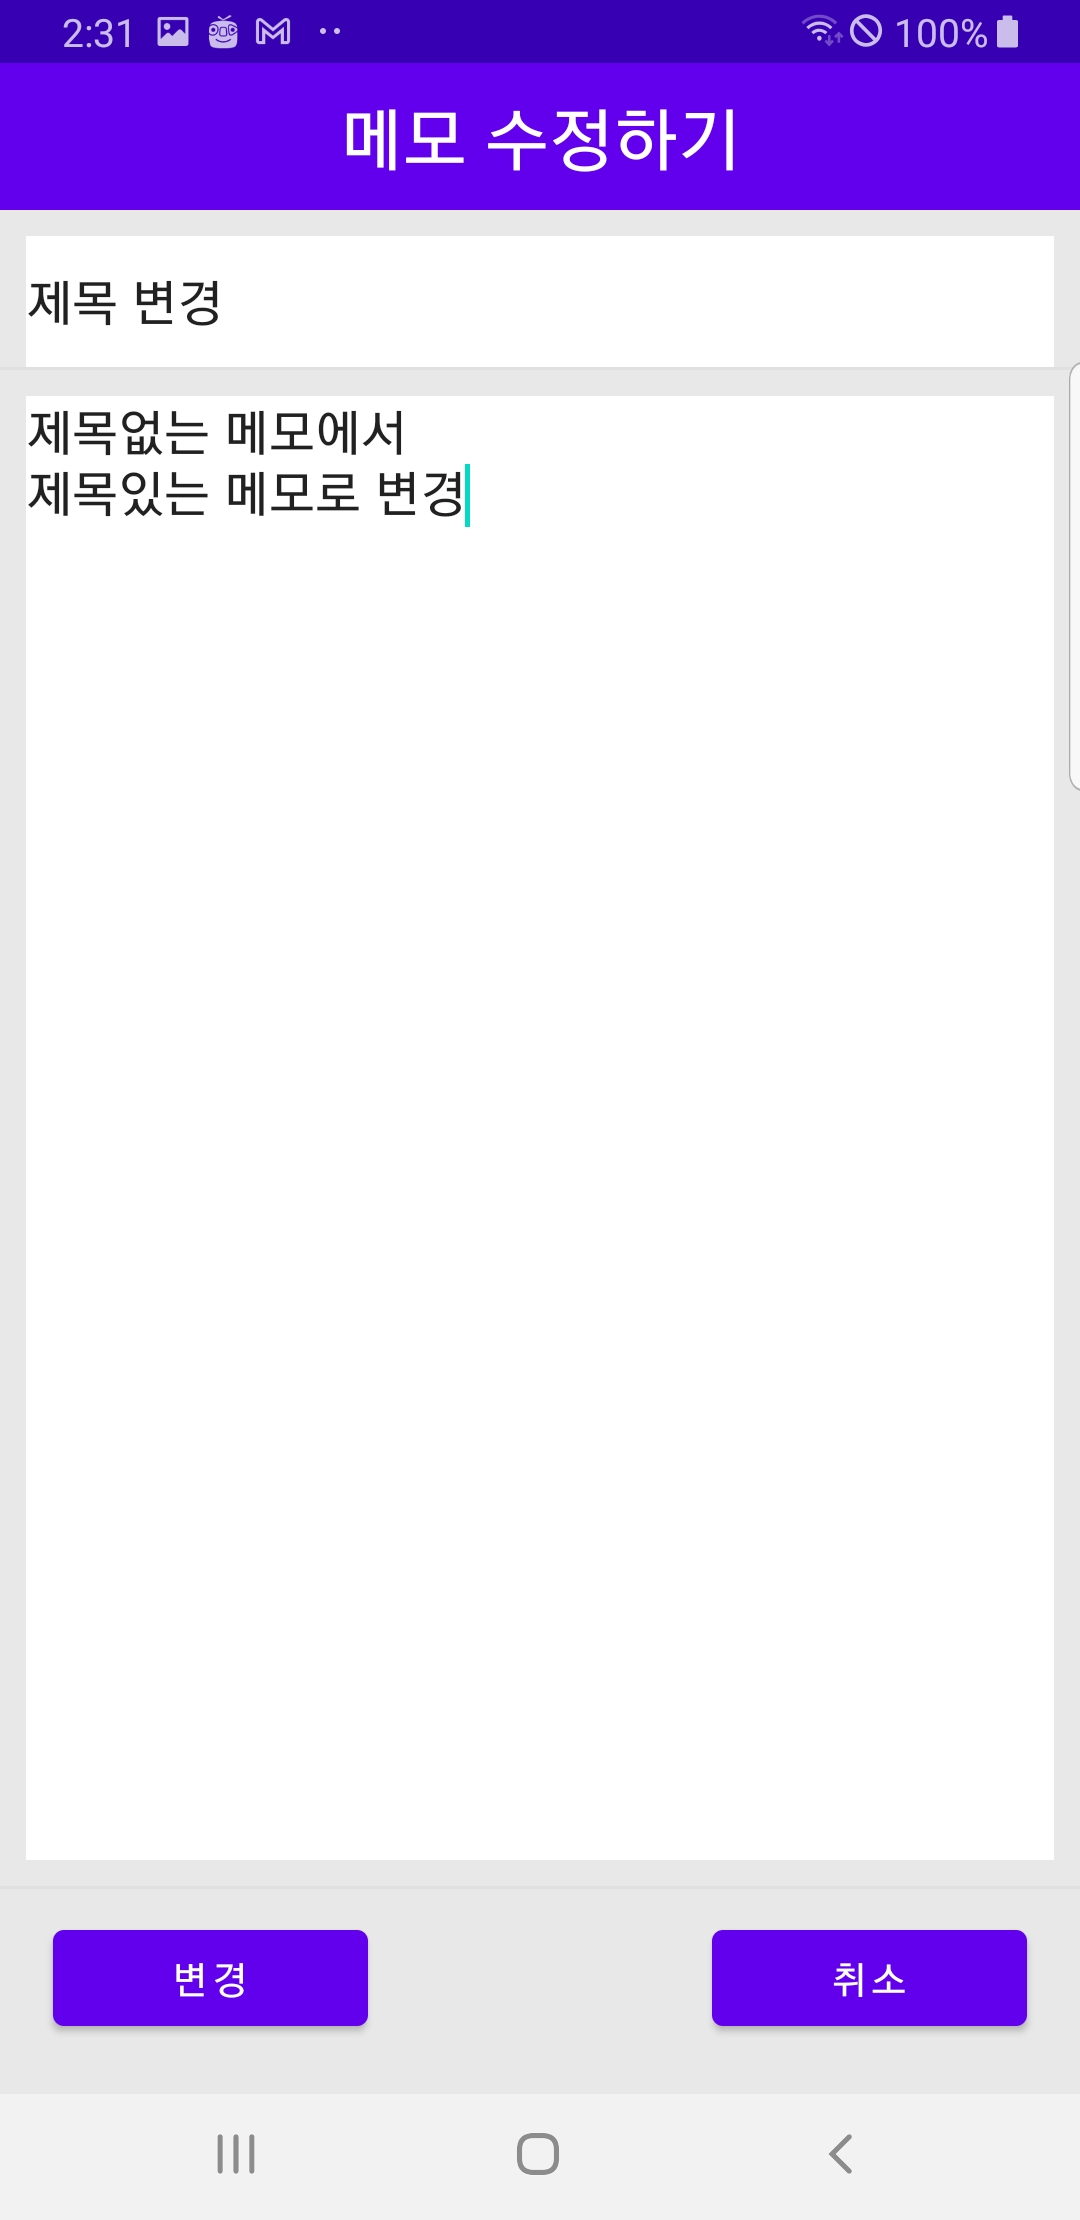 2:31 100%
메모 수정하기
제목 변경
제목없는 메모에서
제목있는 메모로 변경
변경 취소